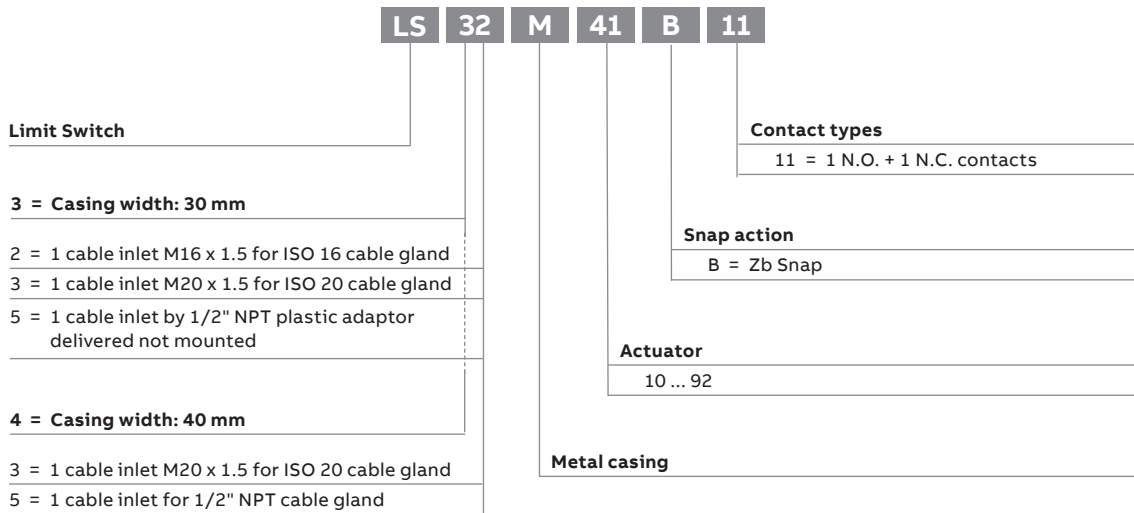 LS 32 M 41 B 11
Limit Switch
3 = Casing width: 30 mm
2 = 1 cable inlet M16 x 1.5 for ISO 16 cable gland
3 = 1 cable inlet M20 x 1.5 for ISO 20 cable gland
5 = 1 cable inlet by 1/2" NPT plastic adaptor
delivered not mounted
4 = Casing width: 40 mm
3 = 1 cable inlet M20 x 1.5 for ISO 20 cable gland
5 = 1 cable inlet for 1/2" NPT cable gland
Contact types
11 = 1 N.O. + 1 N.C. contacts
Snap action
B = Zb Snap
Actuator
10 ... 92
Metal casing